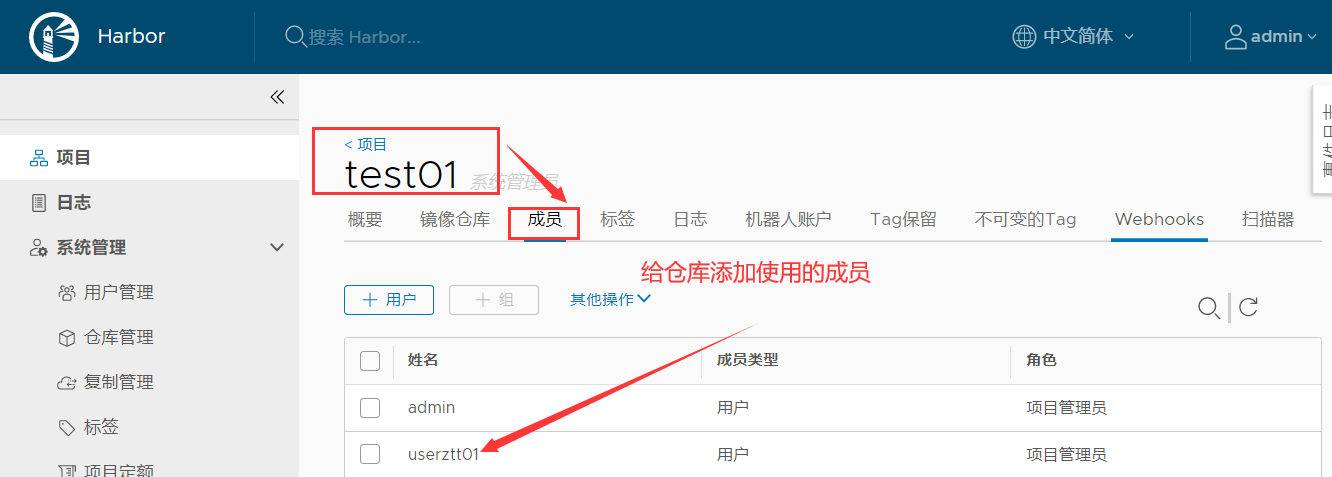 Harbor
搜索 Harbor...
中文简体
admin
事件日志
项目
日志
系统管理
用户管理
仓库管理
复制管理
标签
项目定额
< 项目
test01 系统管理员
概要 镜像仓库 成员 标签 日志 机器人账户 Tag保留 不可变的Tag Webhooks 扫描器
给仓库添加使用的成员
+ 用户 + 组 其他操作
姓名 成员类型 角色
admin 用户 项目管理员
userztt01 用户 项目管理员